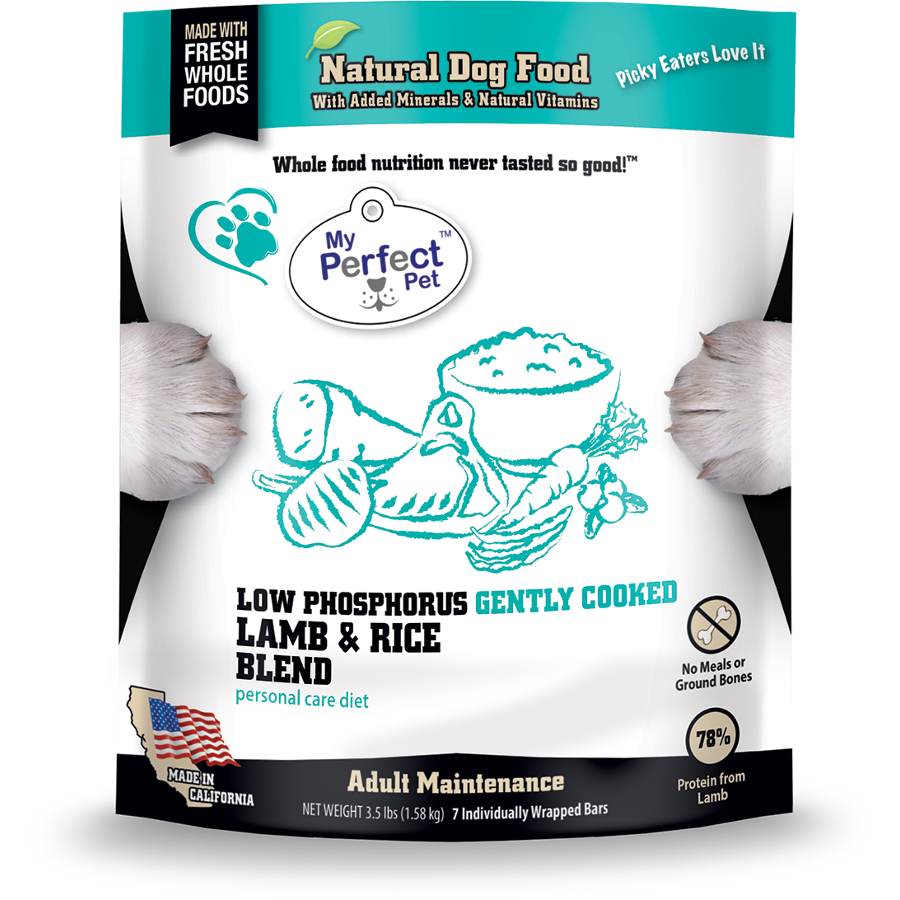 MADE WITH
FRESH
WHOLE
FOODS
Natural Dog Food
With Added Minerals & Natural Vitamins
Picky Eaters Love It
Whole food nutrition never tasted so good!™
My
Perfect™
Pet
LOW PHOSPHORUS GENTLY COOKED
LAMB & RICE
BLEND
personal care diet
No Meals or
Ground Bones
78%
Protein from
Lamb
MADE IN
CALIFORNIA
Adult Maintenance
NET WEIGHT 3.5 lbs (1.58 kg) 7 Individually Wrapped Bars